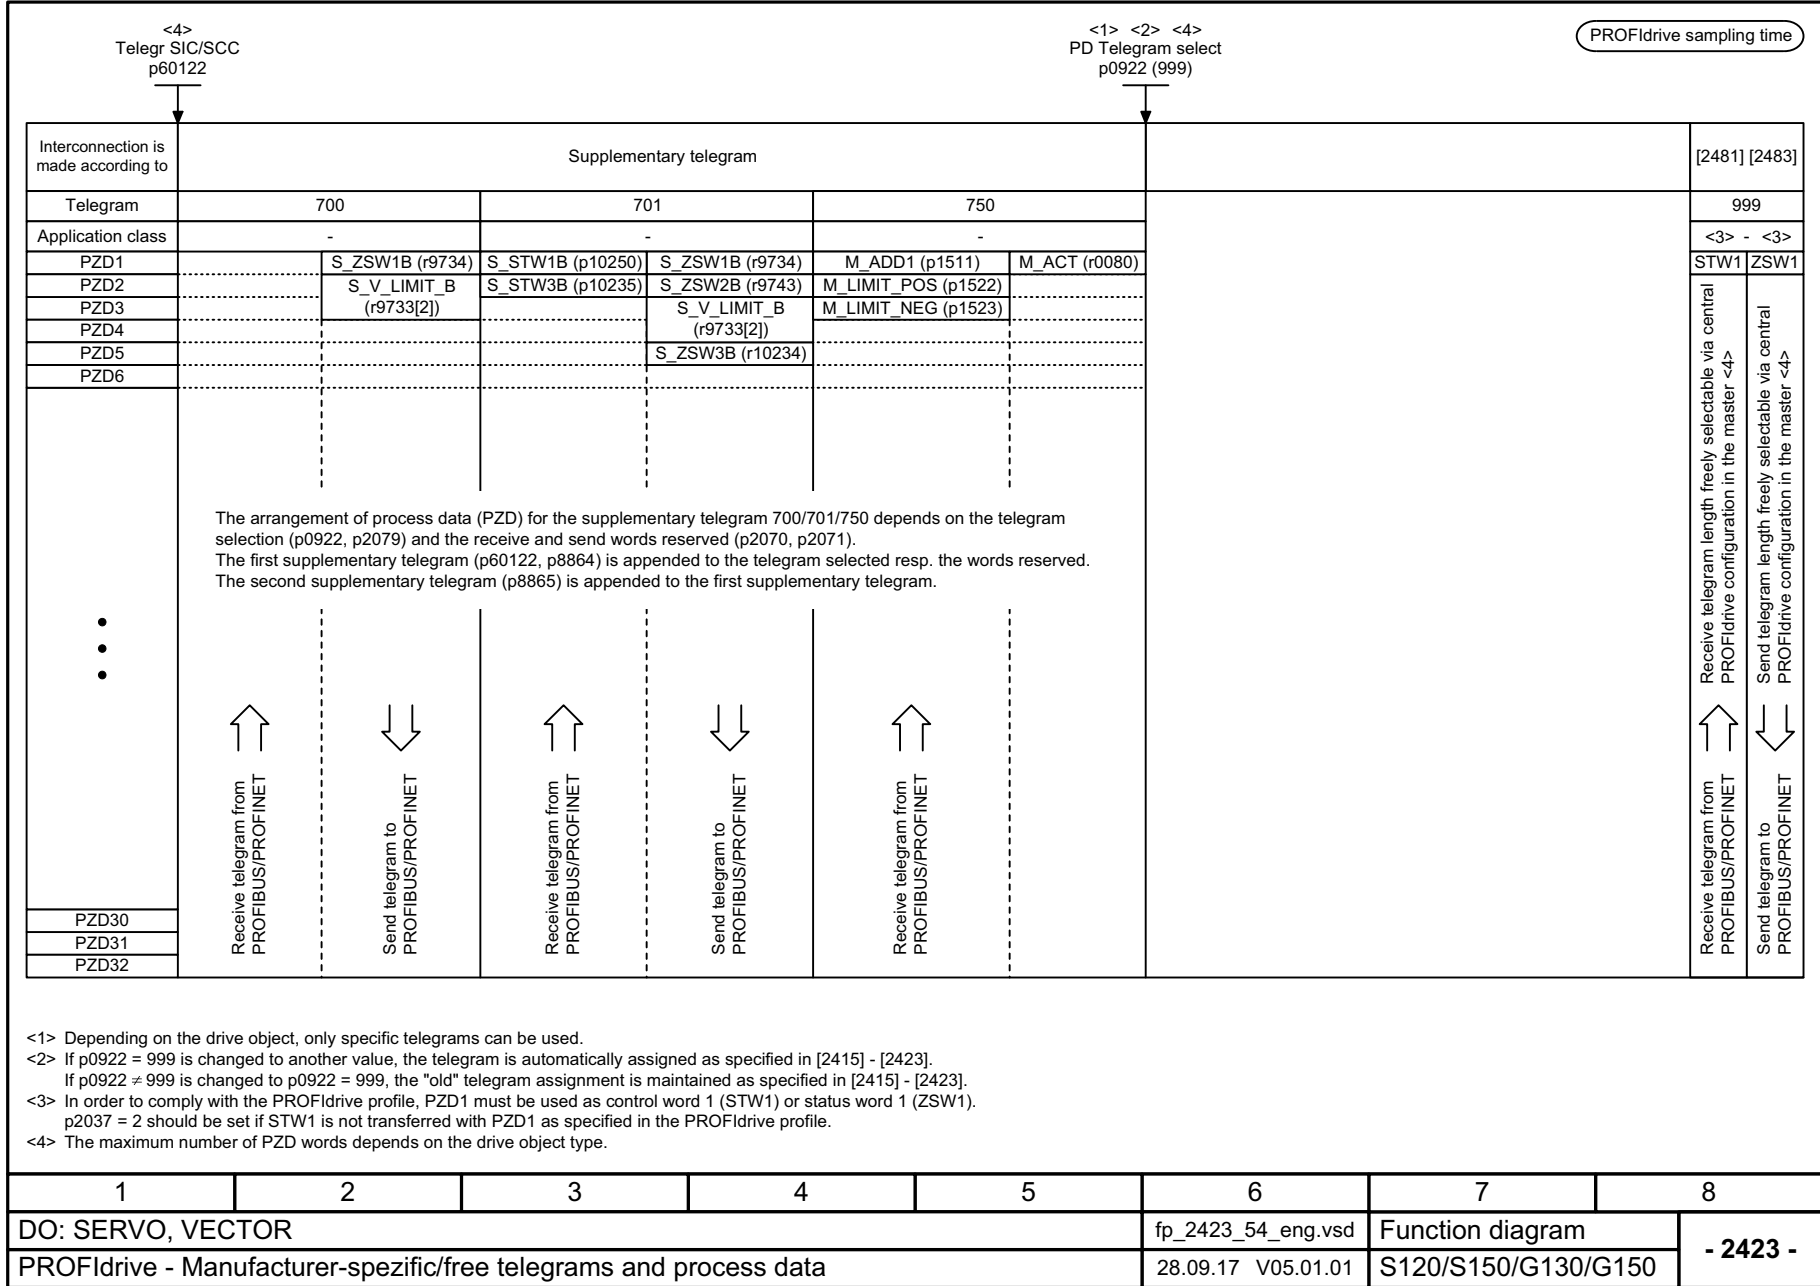 <4>
Telegr SIC/SCC
p60122
<1> <2> <4>
PD Telegram select
p0922 (999)
PROFIdrive sampling time
Interconnection is
made according to
Supplementary telegram
[2481] [2483]
Telegram
700
701
750
999
Application class
-
-
-
<3> - <3>
PZD1
S_ZSW1B (r9734)
S_STW1B (p10250)
S_ZSW1B (r9734)
M_ADD1 (p1511)
M_ACT (r0080)
STW1
ZSW1
PZD2
S_V_LIMIT_B
(r9733[2])
S_STW3B (p10235)
S_ZSW2B (r9743)
M_LIMIT_POS (p1522)
PZD3
S_V_LIMIT_B
(r9733[2])
M_LIMIT_NEG (p1523)
PZD4
PZD5
S_ZSW3B (r10234)
PZD6
The arrangement of process data (PZD) for the supplementary telegram 700/701/750 depends on the telegram
selection (p0922, p2079) and the receive and send words reserved (p2070, p2071).
The first supplementary telegram (p60122, p8864) is appended to the telegram selected resp. the words reserved.
The second supplementary telegram (p8865) is appended to the first supplementary telegram.
Receive telegram length freely selectable via central
PROFIdrive configuration in the master <4>
Send telegram length freely selectable via central
PROFIdrive configuration in the master <4>
Receive telegram from
PROFIBUS/PROFINET
Send telegram to
PROFIBUS/PROFINET
Receive telegram from
PROFIBUS/PROFINET
Send telegram to
PROFIBUS/PROFINET
Receive telegram from
PROFIBUS/PROFINET
Receive telegram from
PROFIBUS/PROFINET
Send telegram to
PROFIBUS/PROFINET
PZD30
PZD31
PZD32
<1> Depending on the drive object, only specific telegrams can be used.
<2> If p0922 = 999 is changed to another value, the telegram is automatically assigned as specified in [2415] - [2423].
If p0922 ≠ 999 is changed to p0922 = 999, the "old" telegram assignment is maintained as specified in [2415] - [2423].
<3> In order to comply with the PROFIdrive profile, PZD1 must be used as control word 1 (STW1) or status word 1 (ZSW1).
p2037 = 2 should be set if STW1 is not transferred with PZD1 as specified in the PROFIdrive profile.
<4> The maximum number of PZD words depends on the drive object type.
1
2
3
4
5
6
7
8
DO: SERVO, VECTOR
fp_2423_54_eng.vsd
Function diagram
- 2423 -
PROFIdrive - Manufacturer-spezific/free telegrams and process data
28.09.17 V05.01.01
S120/S150/G130/G150